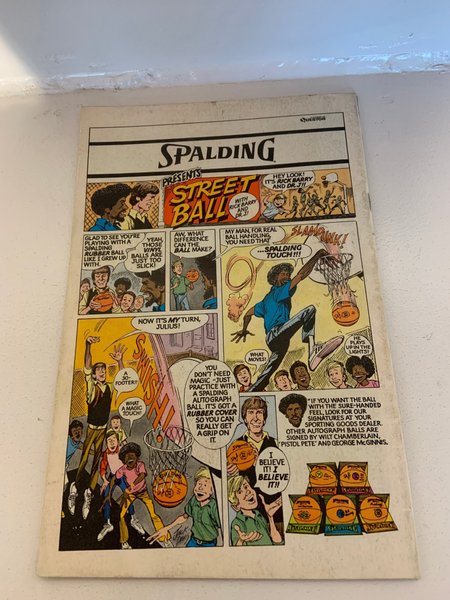 QUESTOR
SPALDING
PRESENTS
STREET
BALL
WITH
RICK BARRY
AND
DR.J!
HEY LOOK!
IT'S RICK BARRY
AND DR.J!!
GLAD TO SEE YOU'RE
PLAYING WITH A
SPALDING
RUBBER BALL
LIKE I GREW UP
WITH.
YEAH,
THOSE
VINYL
BALLS ARE
JUST TOO
SLICK!
AW, WHAT
DIFFERENCE
CAN THE
BALL MAKE?
MY MAN, FOR REAL
BALL HANDLING,
YOU NEED THAT
...SPALDING
TOUCH!!!
SLAMDUNK!
WHAT
MOVES!
HE
PLAYS
UP IN THE
LIGHTS!
NOW IT'S MY TURN,
JULIUS!
A 20
FOOTER!!
WHAT
A MAGIC
TOUCH!
SWISH!!
YOU
DON'T NEED
MAGIC-JUST
PRACTICE WITH
A SPALDING
AUTOGRAPH
BALL. IT'S GOT A
RUBBER COVER
SO YOU CAN
REALLY GET
A GRIP ON
IT.
"IF YOU WANT THE BALL
WITH THE SURE-HANDED
FEEL, LOOK FOR OUR
SIGNATURES AT YOUR
SPORTING GOODS DEALER.
OTHER AUTOGRAPH BALLS ARE
SIGNED BY WILT CHAMBERLAIN,
'PISTOL PETE' AND GEORGE McGINNIS.
I
BELIEVE
IT! I
BELIEVE
IT!!